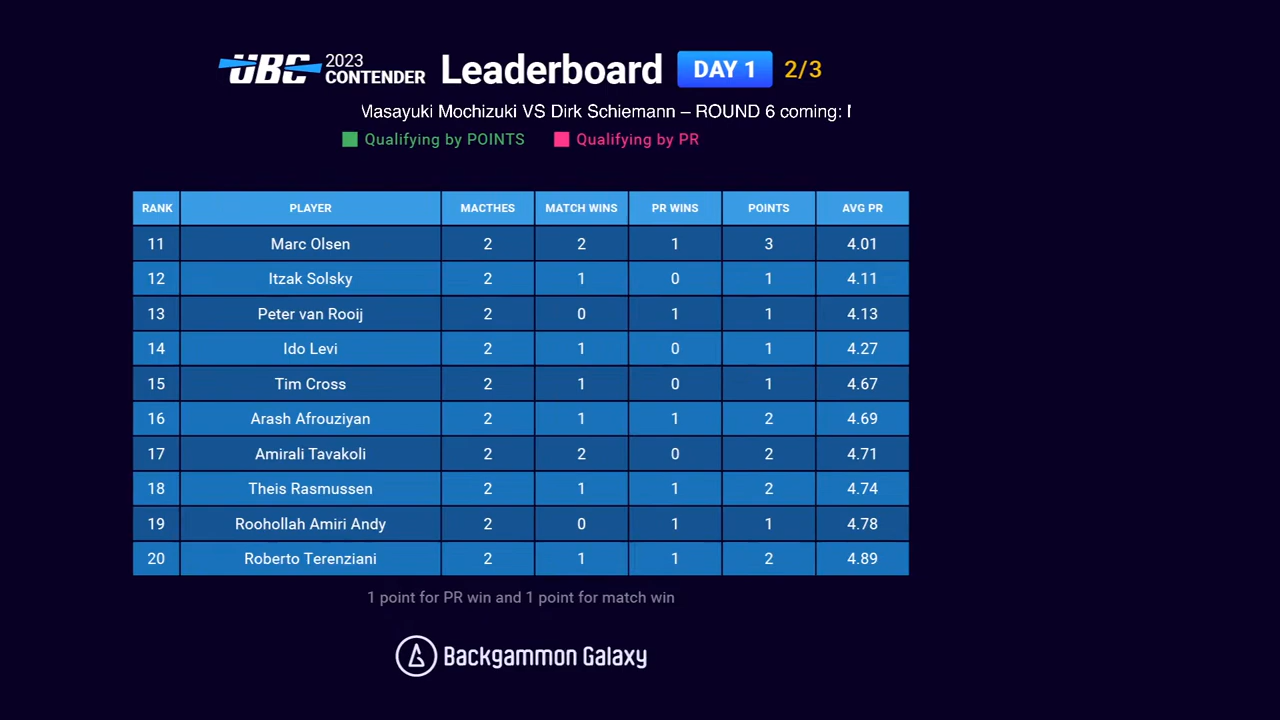 UBC 2023 CONTENDER Leaderboard DAY 1 2/3
Masayuki Mochizuki VS Dirk Schiemann – ROUND 6 coming:
Qualifying by POINTS Qualifying by PR
RANK PLAYER MACTHES MATCH WINS PR WINS POINTS AVG PR
11 Marc Olsen 2 2 1 3 4.01
12 Itzak Solsky 2 1 0 1 4.11
13 Peter van Rooij 2 0 1 1 4.13
14 Ido Levi 2 1 0 1 4.27
15 Tim Cross 2 1 0 1 4.67
16 Arash Afrouziyan 2 1 1 2 4.69
17 Amirali Tavakoli 2 2 0 2 4.71
18 Theis Rasmussen 2 1 1 2 4.74
19 Roohollah Amiri Andy 2 0 1 1 4.78
20 Roberto Terenziani 2 1 1 2 4.89
1 point for PR win and 1 point for match win
Backgammon Galaxy